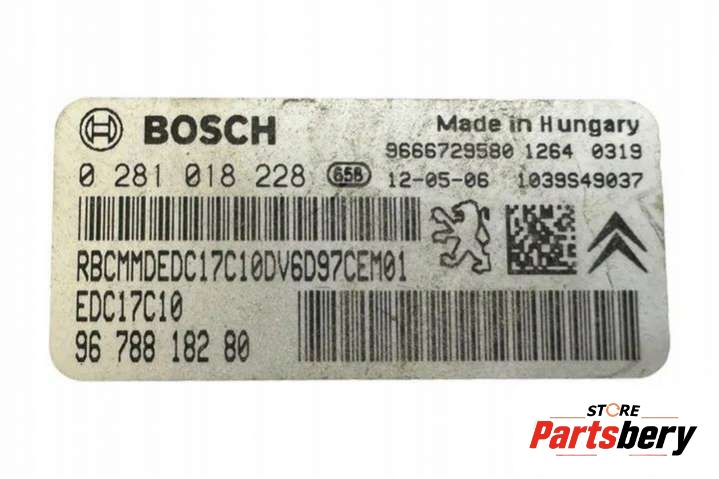 BOSCH
Made in Hungary
9666729580 1264 0319
0 281 018 228 658 12-05-06 1039S49037
RBCMMDEDC17C10DV6D97CEM01
EDC17C10
96 788 182 80
STORE
Partsbery